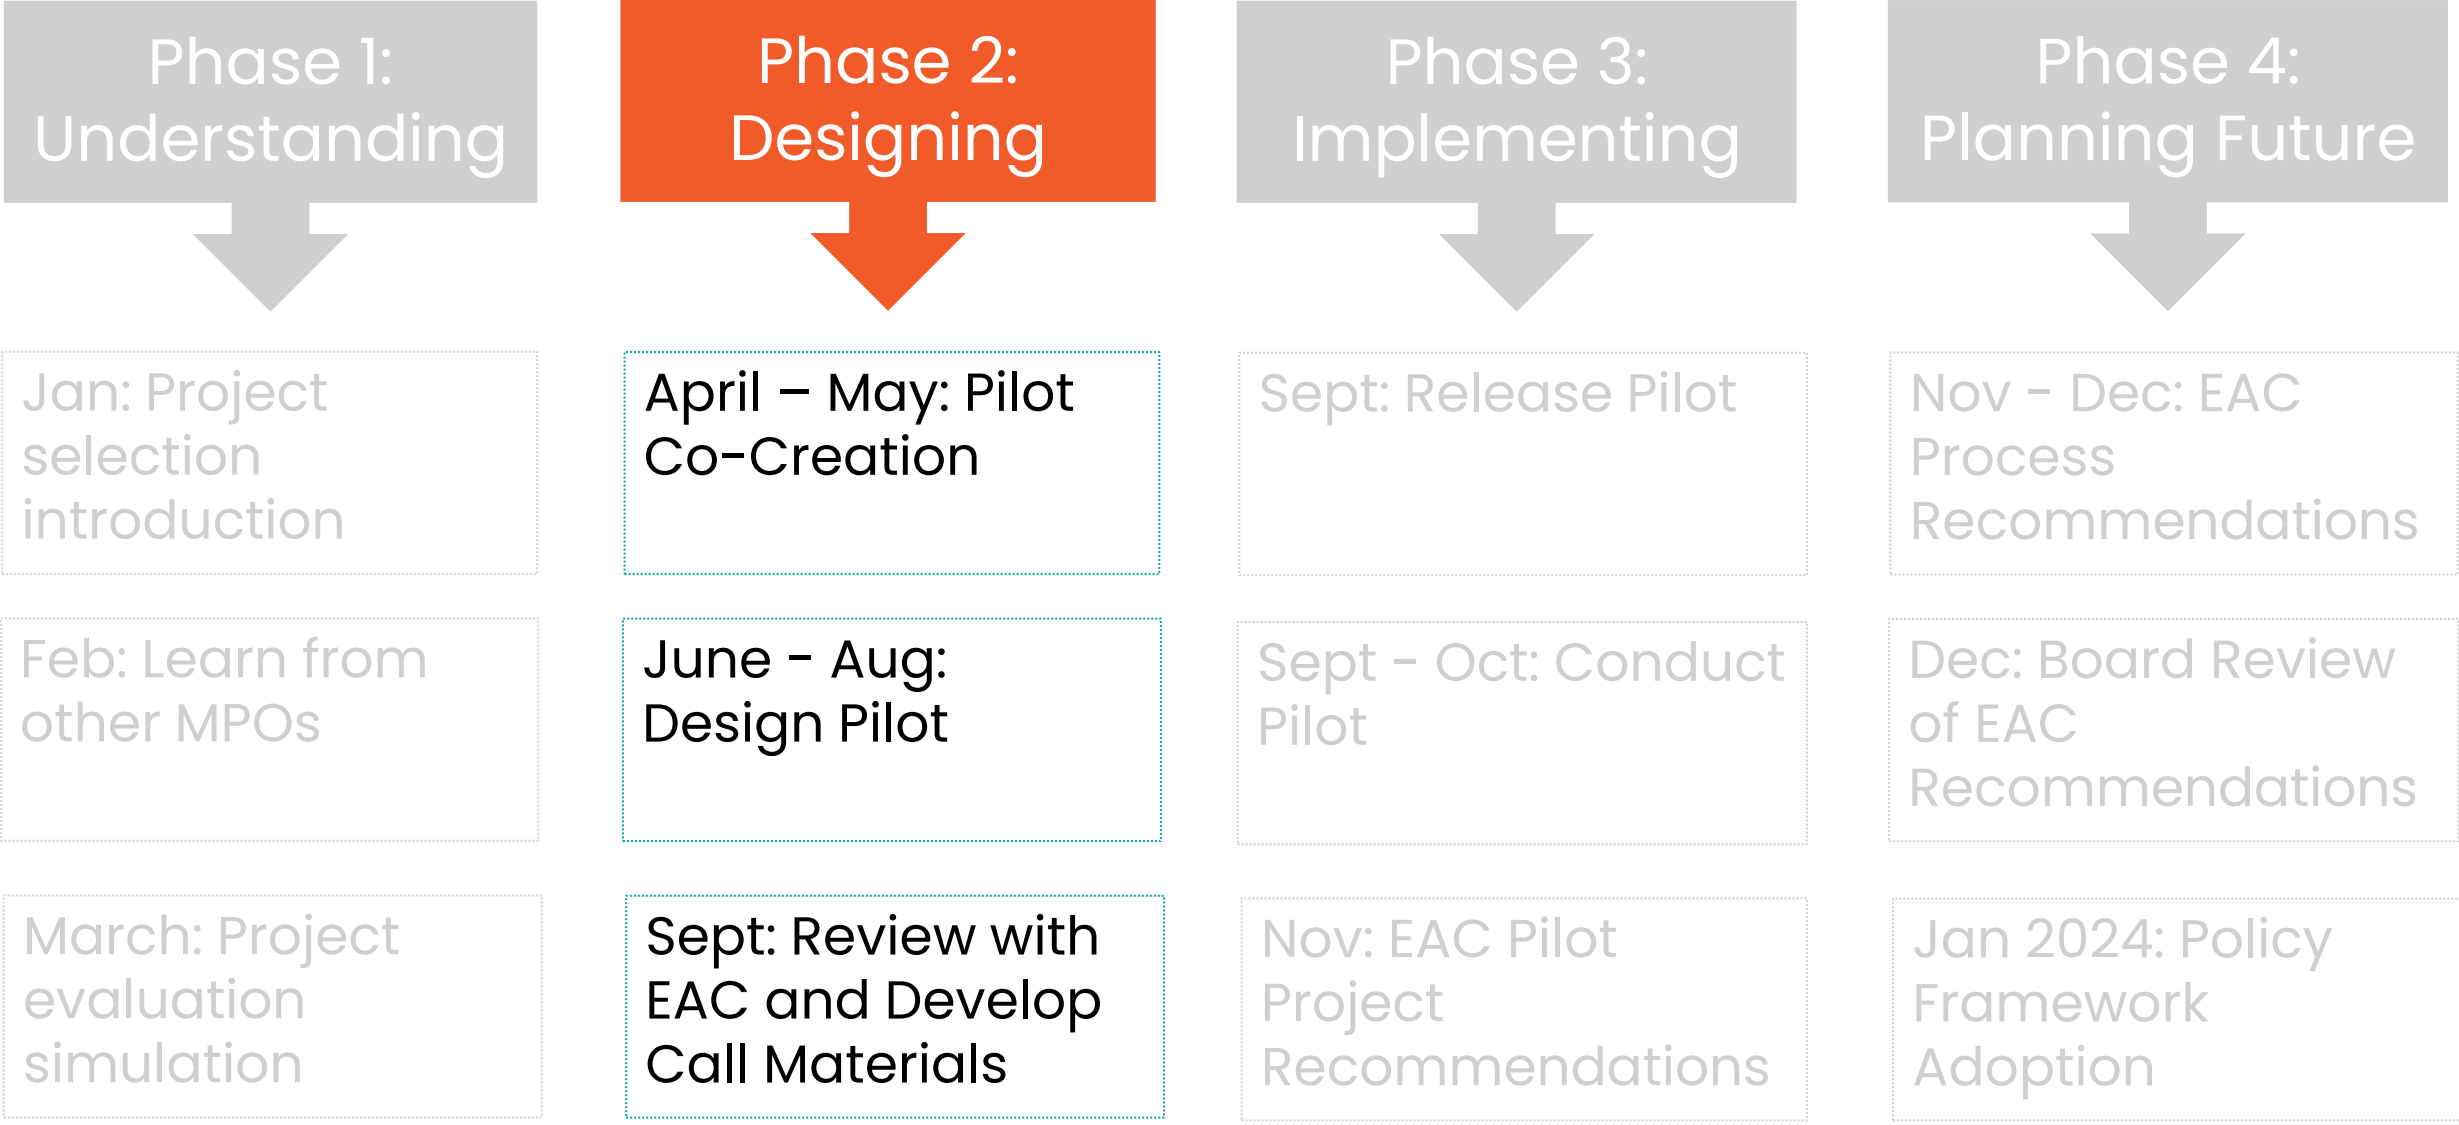 Phase 1:
Understanding
Jan: Project
selection
introduction
Feb: Learn from
other MPOs
March: Project
evaluation
simulation
Phase 2:
Designing
April – May: Pilot
Co-Creation
June - Aug:
Design Pilot
Sept: Review with
EAC and Develop
Call Materials
Phase 3:
Implementing
Sept: Release Pilot
Sept - Oct: Conduct
Pilot
Nov: EAC Pilot
Project
Recommendations
Phase 4:
Planning Future
Nov - Dec: EAC
Process
Recommendations
Dec: Board Review
of EAC
Recommendations
Jan 2024: Policy
Framework
Adoption